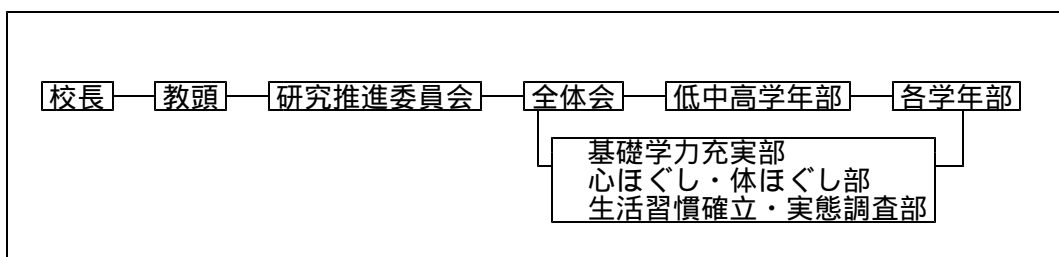 校長 教頭 研究推進委員会 全体会 低中高学年部 各学年部
基礎学力充実部
心ほぐし・体ほぐし部
生活習慣確立・実態調査部